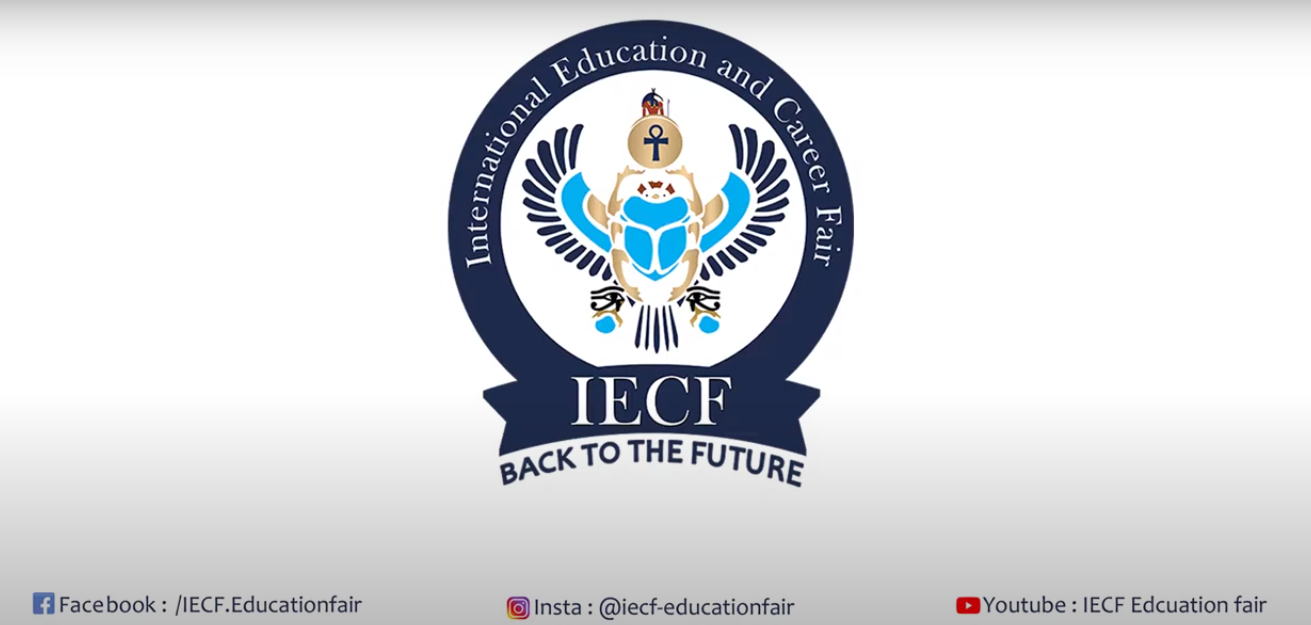 International Education and Career Fair
IECF
BACK TO THE FUTURE
Facebook : /IECF.Educationfair
Insta : @iecf-educationfair
Youtube : IECF Edcuation fair